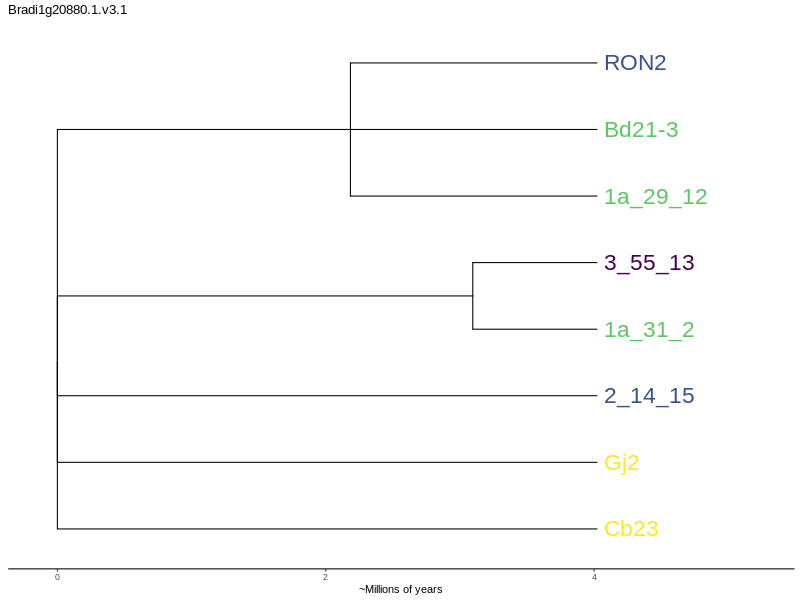 Bradi1g20880.1.v3.1
RON2
Bd21-3
1a_29_12
3_55_13
1a_31_2
2_14_15
Gj2
Cb23
0 2 4
~Millions of years